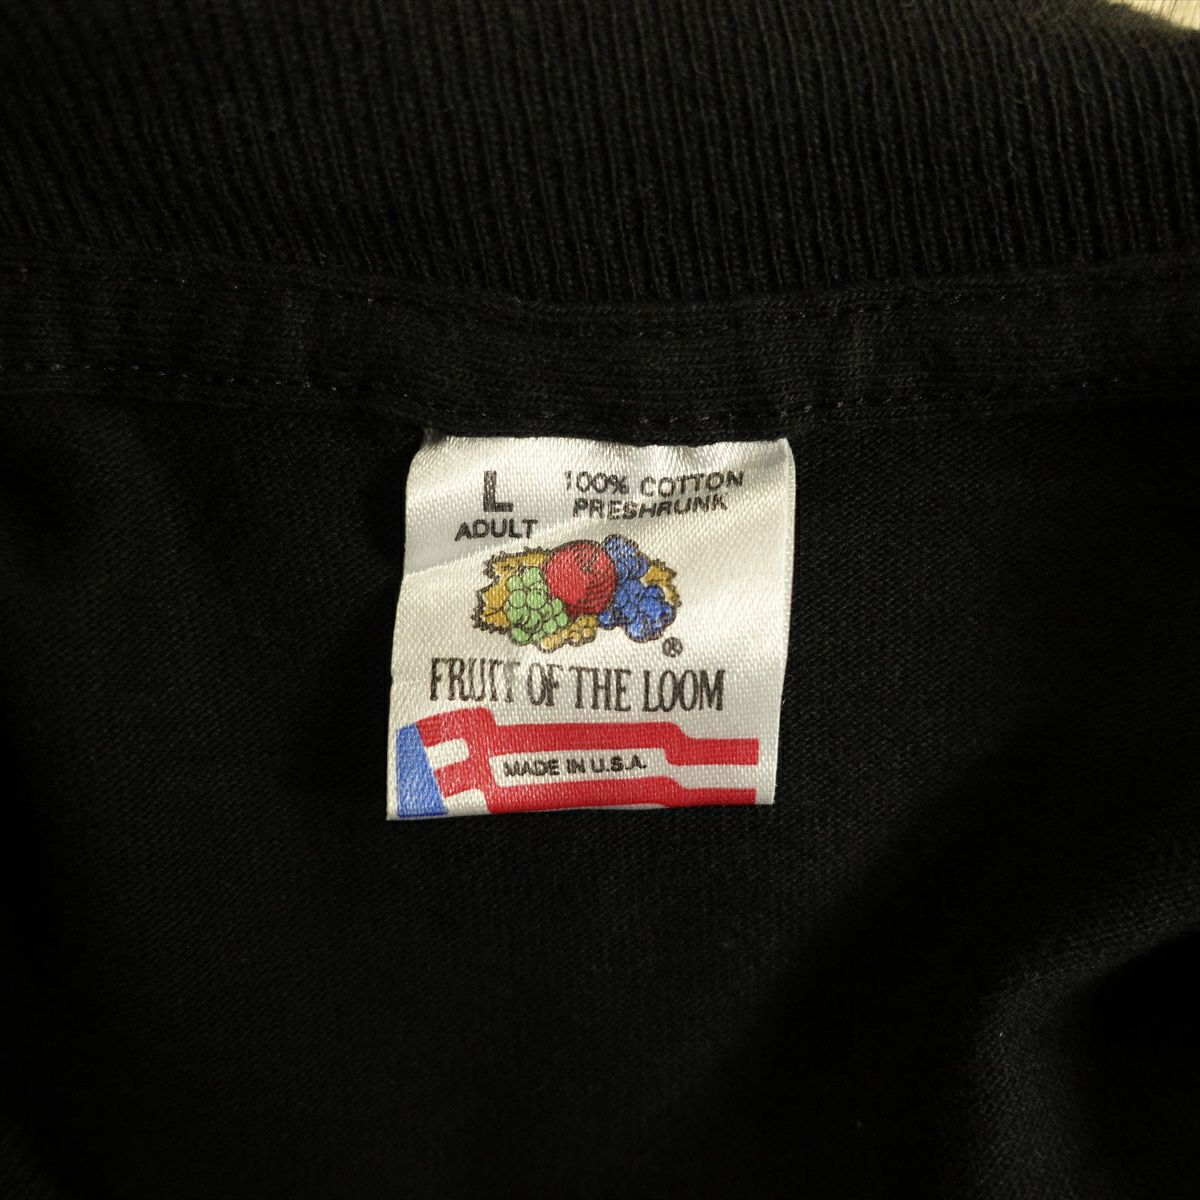 L
ADULT
100% COTTON
PRESHRUNK
®
FRUIT OF THE LOOM
MADE IN U.S.A.